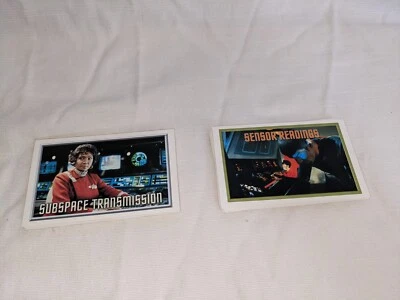 SUBSPACE TRANSMISSION
SENSOR READINGS